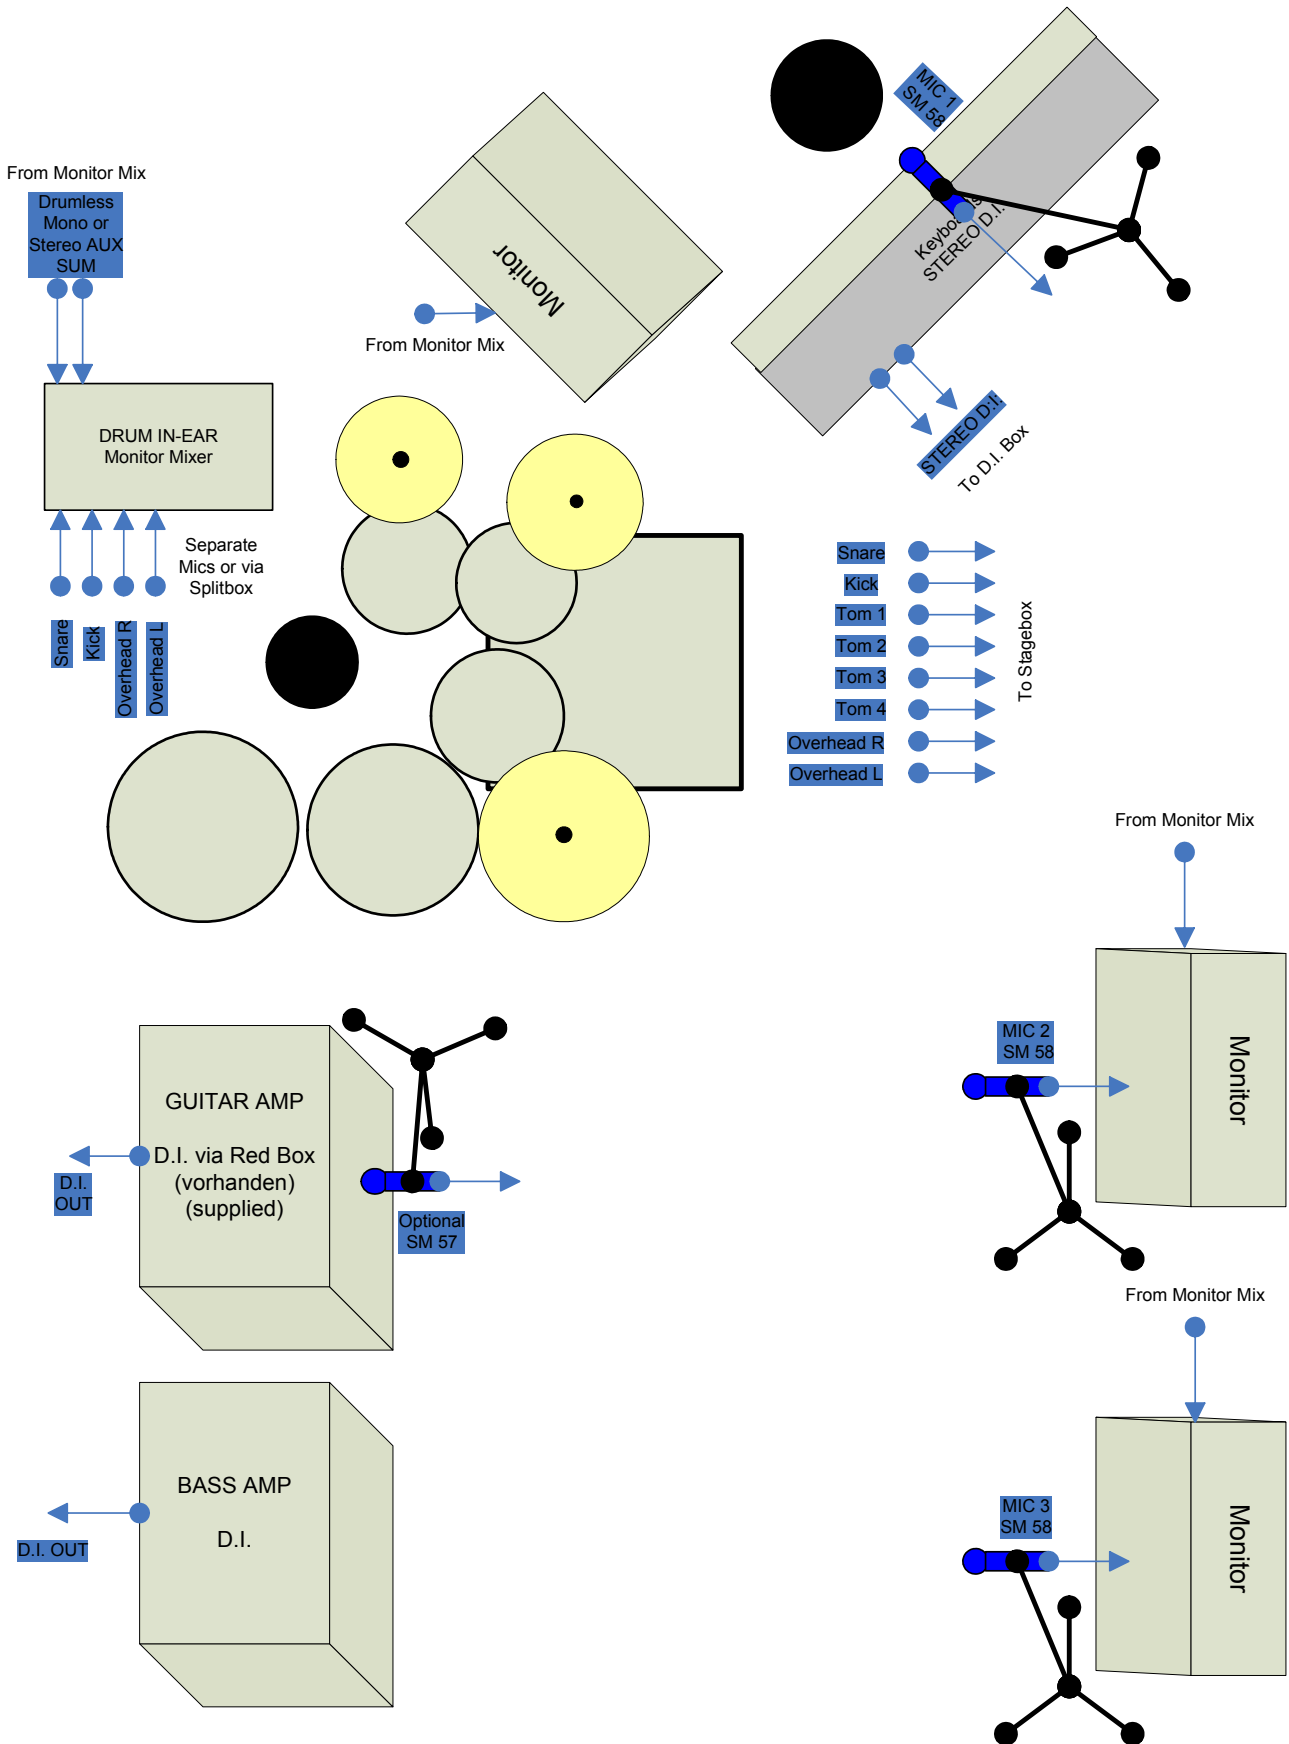 MIC 1
SM 58
From Monitor Mix
Drumless
Mono or
Stereo AUX
SUM
Monitor
Keyboards
STEREO D.I.
From Monitor Mix
DRUM IN-EAR
Monitor Mixer
STEREO D.I.
To D.I. Box
Separate
Mics or via
Splitbox
Snare
Kick
Overhead R
Overhead L
Snare
Kick
Tom 1
Tom 2
Tom 3
Tom 4
Overhead R
Overhead L
To Stagebox
From Monitor Mix
MIC 2
SM 58
Monitor
GUITAR AMP
D.I. via Red Box
(vorhanden)
(supplied)
D.I.
OUT
Optional
SM 57
From Monitor Mix
BASS AMP
D.I.
D.I. OUT
MIC 3
SM 58
Monitor